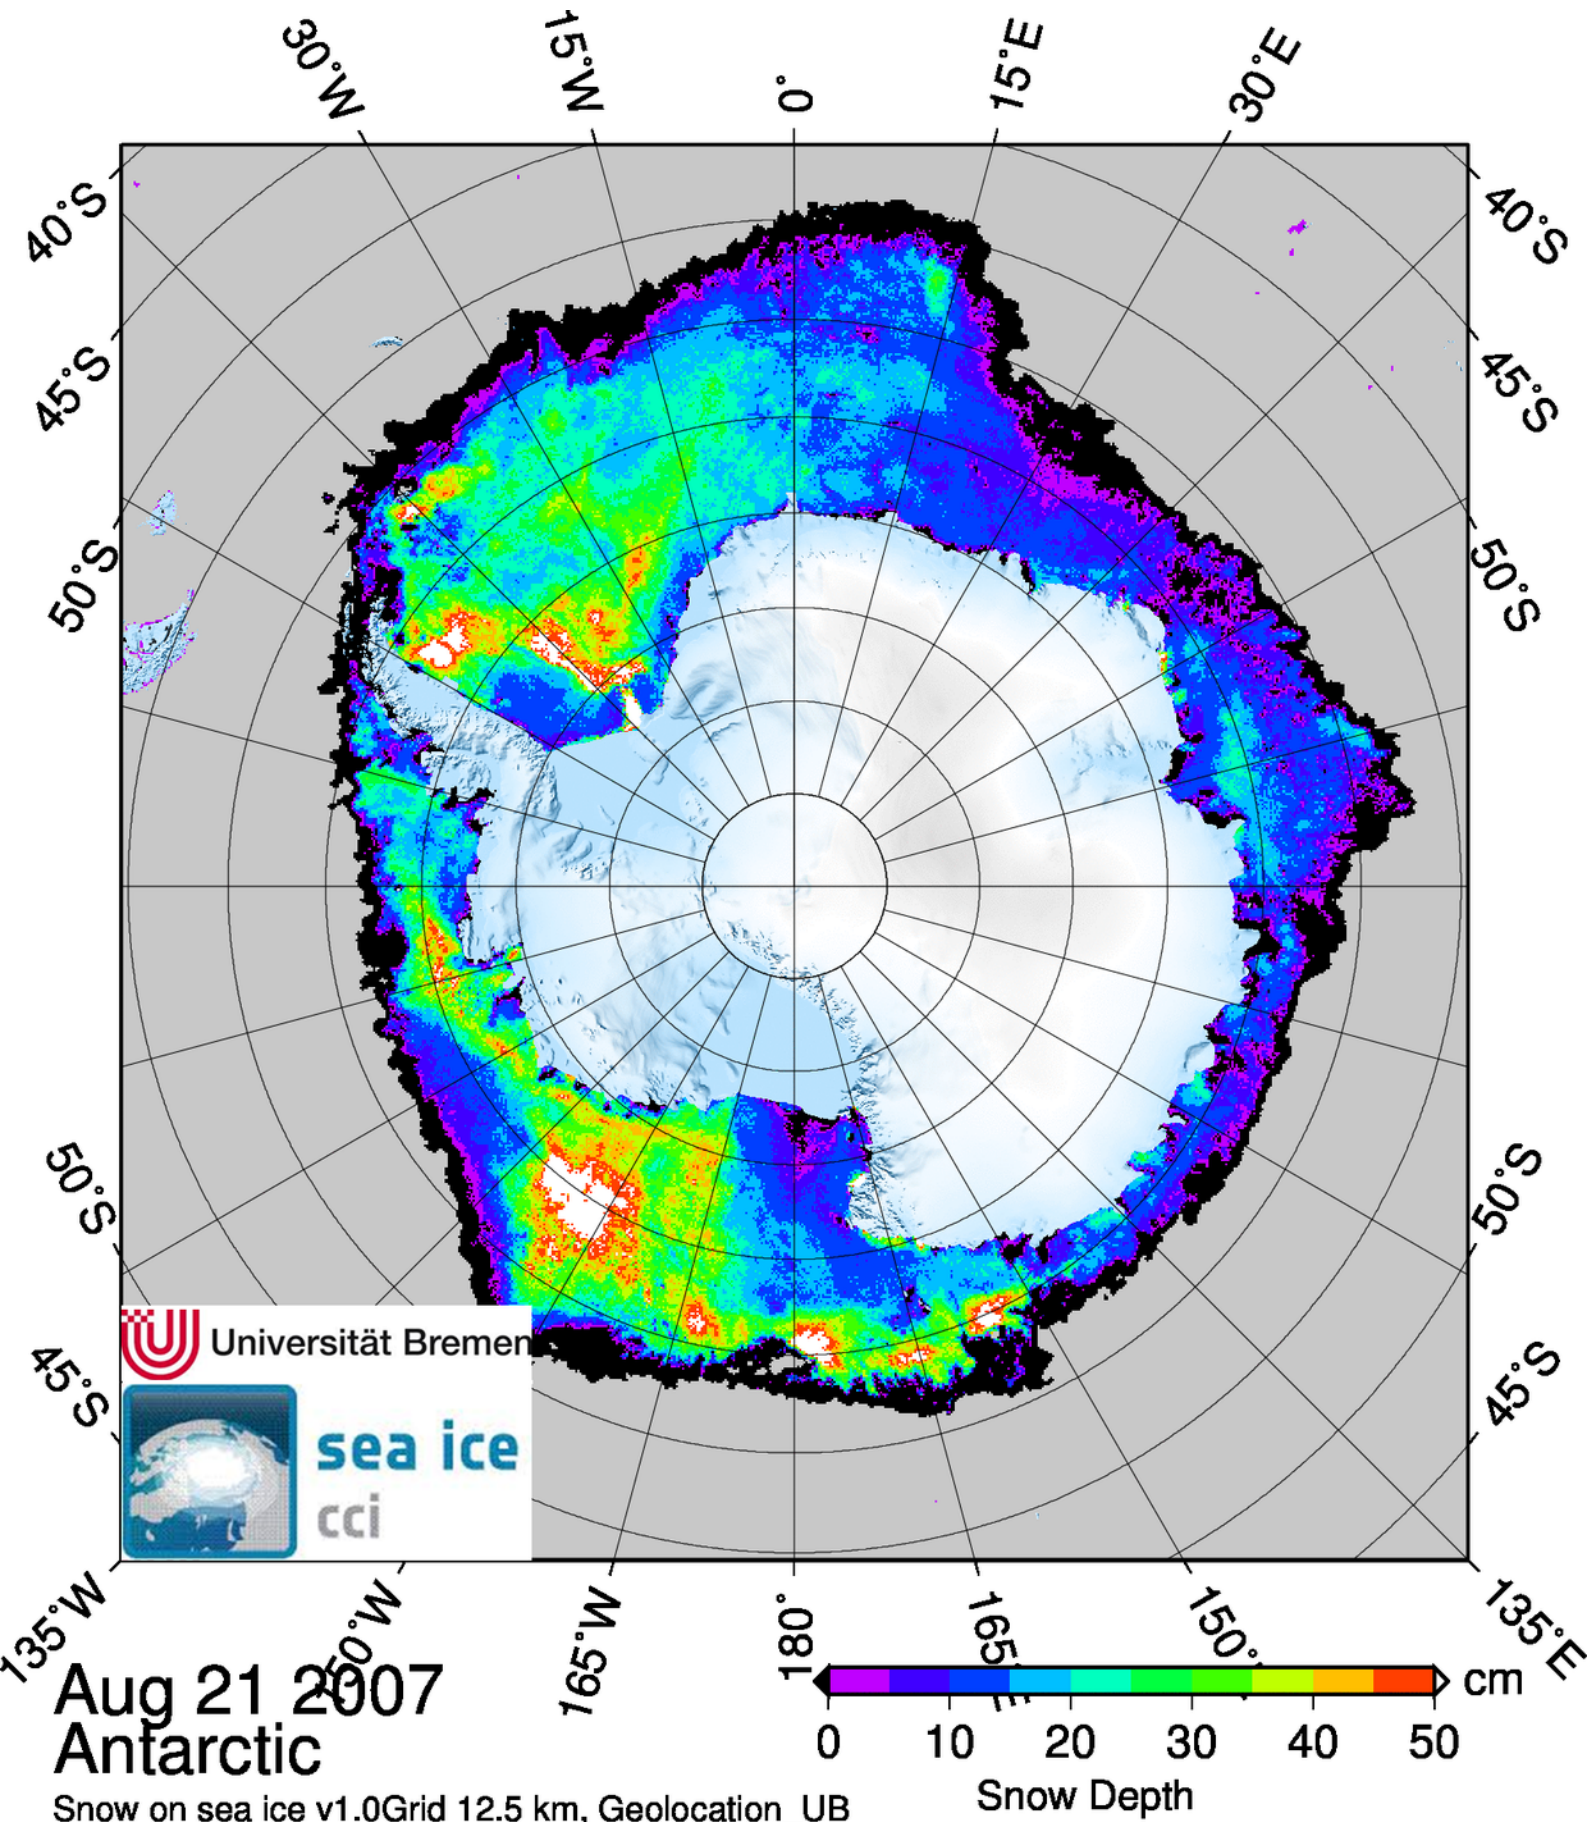 30°W 15°W 0° 15°E 30°E
40°S 40°S
45°S 45°S
50°S 50°S
50°S 50°S
45°S 45°S
Universität Bremen
sea ice
cci
135°W 165°W 180° 135°E
Aug 21 2007
Antarctic
Snow on sea ice v1.0Grid 12.5 km, Geolocation UB
cm
0 10 20 30 40 50
Snow Depth